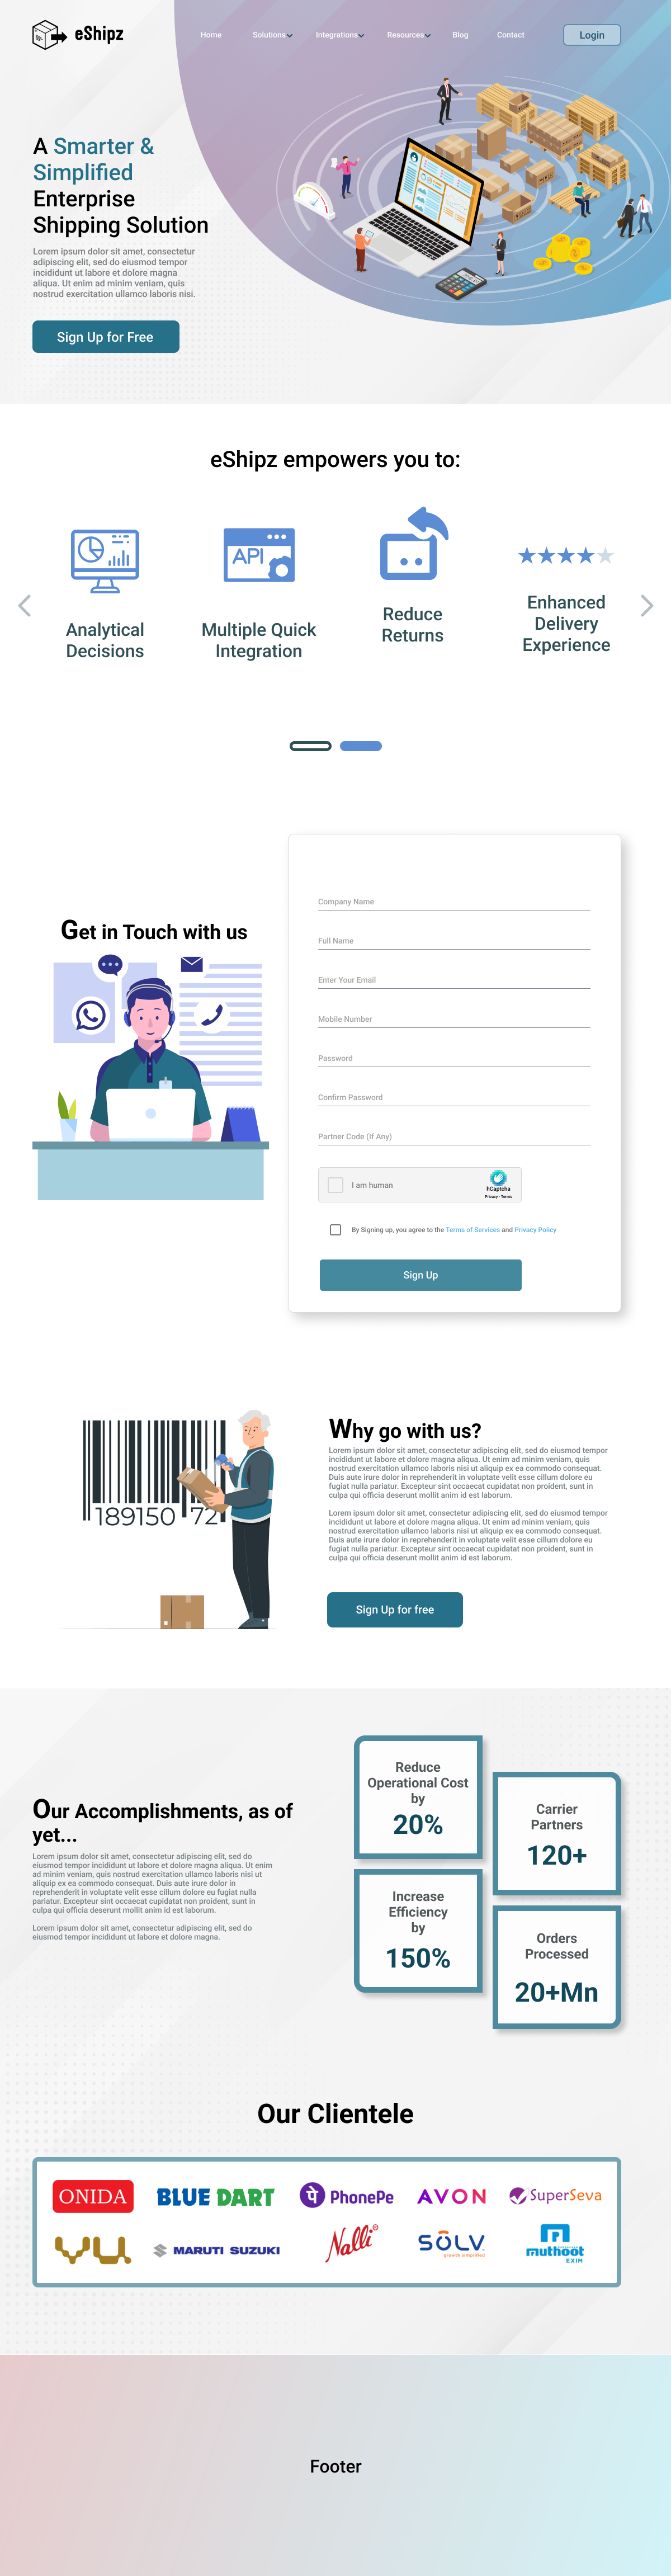 eShipz
Home Solutions Integrations Resources Blog Contact Login
A Smarter &
Simplified
Enterprise
Shipping Solution
Lorem ipsum dolor sit amet, consectetur
adipiscing elit, sed do eiusmod tempor
incididunt ut labore et dolore magna
aliqua. Ut enim ad minim veniam, quis
nostrud exercitation ullamco laboris nisi.
Sign Up for Free
eShipz empowers you to:
API
Analytical
Decisions
Multiple Quick
Integration
Reduce
Returns
Enhanced
Delivery
Experience
Get in Touch with us
Company Name
Full Name
Enter Your Email
Mobile Number
Password
Confirm Password
Partner Code (If Any)
I am human
hCaptcha
Privacy - Terms
By Signing up, you agree to the Terms of Services and Privacy Policy
Sign Up
189150 72
Why go with us?
Lorem ipsum dolor sit amet, consectetur adipiscing elit, sed do eiusmod tempor
incididunt ut labore et dolore magna aliqua. Ut enim ad minim veniam, quis
nostrud exercitation ullamco laboris nisi ut aliquip ex ea commodo consequat.
Duis aute irure dolor in reprehenderit in voluptate velit esse cillum dolore eu
fugiat nulla pariatur. Excepteur sint occaecat cupidatat non proident, sunt in
culpa qui officia deserunt mollit anim id est laborum.
Lorem ipsum dolor sit amet, consectetur adipiscing elit, sed do eiusmod tempor
incididunt ut labore et dolore magna aliqua. Ut enim ad minim veniam, quis
nostrud exercitation ullamco laboris nisi ut aliquip ex ea commodo consequat.
Duis aute irure dolor in reprehenderit in voluptate velit esse cillum dolore eu
fugiat nulla pariatur. Excepteur sint occaecat cupidatat non proident, sunt in
culpa qui officia deserunt mollit anim id est laborum.
Sign Up for free
Our Accomplishments, as of
yet...
Lorem ipsum dolor sit amet, consectetur adipiscing elit, sed do
eiusmod tempor incididunt ut labore et dolore magna aliqua. Ut enim
ad minim veniam, quis nostrud exercitation ullamco laboris nisi ut
aliquip ex ea commodo consequat. Duis aute irure dolor in
reprehenderit in voluptate velit esse cillum dolore eu fugiat nulla
pariatur. Excepteur sint occaecat cupidatat non proident, sunt in
culpa qui officia deserunt mollit anim id est laborum.
Lorem ipsum dolor sit amet, consectetur adipiscing elit, sed do
eiusmod tempor incididunt ut labore et dolore magna.
Reduce
Operational Cost
by
20%
Carrier
Partners
120+
Increase
Efficiency
by
150%
Orders
Processed
20+Mn
Our Clientele
ONIDA
BLUE DART
पे PhonePe
AVON
SuperSeva
VU
MARUTI SUZUKI
Nalli
SOLV
growth simplified
muthoot
EXIM
Footer